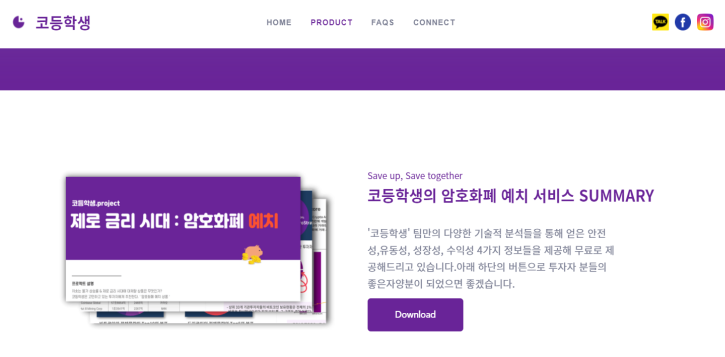 코등학생
HOME PRODUCT FAQS CONNECT
TALK
Save up, Save together
코등학생의 암호화폐 예치 서비스 SUMMARY
'코등학생' 팀만의 다양한 기술적 분석들을 통해 얻은 안전
성,유동성, 성장성, 수익성 4가지 정보들을 제공해 무료로 제
공해드리고 있습니다.아래 하단의 버튼으로 투자자 분들의
좋은자양분이 되었으면 좋겠습니다.
Download
코등학생.project
제로 금리 시대 : 암호화폐 예치